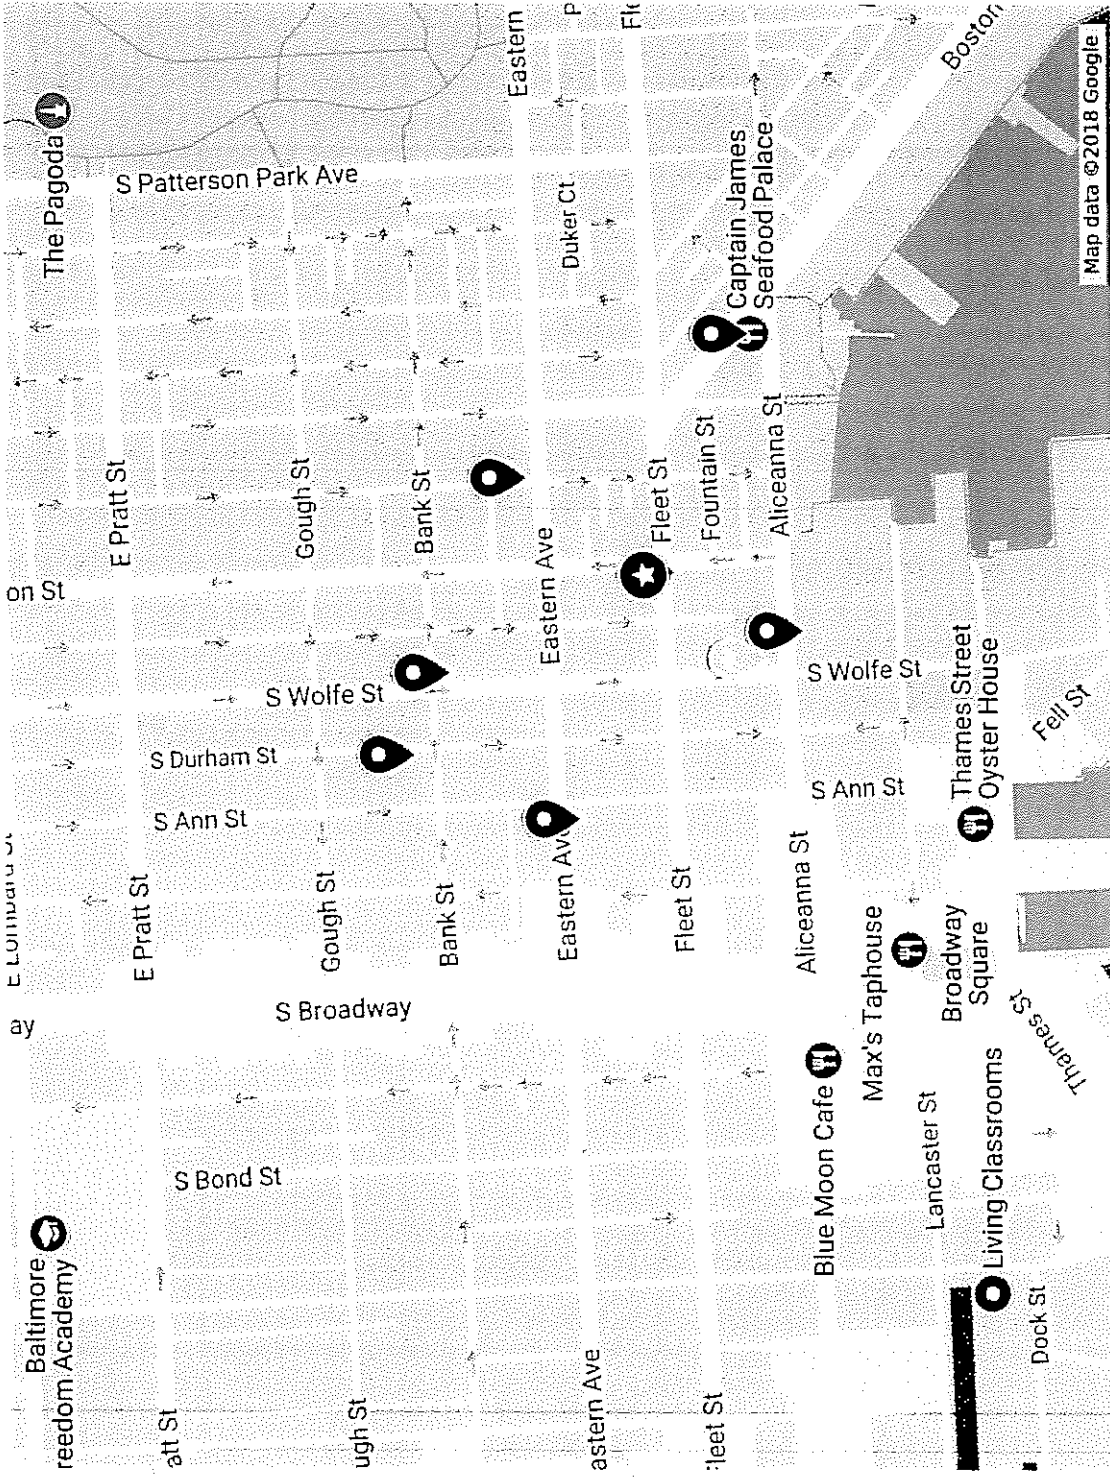 ay
on St
Baltimore
reedom Academy
The Pagoda
E Pratt St
E Pratt St
att St
S Ann St
S Durham St
S Patterson Park Ave
S Bond St
S Wolfe St
S Broadway
Gough St
Gough St
ugh St
Bank St
Bank St
Eastern
Eastern Ave
Eastern Ave
astern Ave
Duker Ct
Fleet St
Fleet St
leet St
Fountain St
Captain James
Seafood Palace
Aliceanna St
Aliceanna St
S Wolfe St
S Ann St
Blue Moon Cafe
Max's Taphouse
Lancaster St
Broadway
Square
Thames Street
Oyster House
Boston
Living Classrooms
Thames St
Fell St
Dock St
Map data ©2018 Google